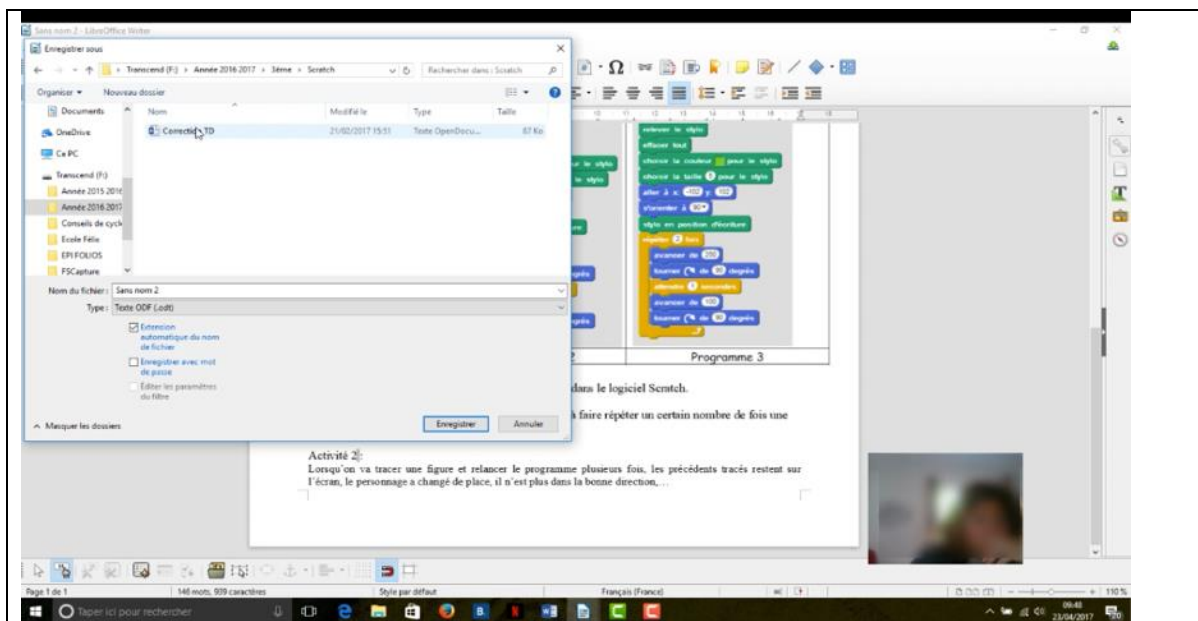 Sans nom 2 - LibreOffice Writer
Enregistrer sous
Transcend (F:) > Année 2016-2017 > 3ème > Scratch
Rechercher dans : Scratch
Organiser
Nouveau dossier
Nom
Modifié le
Type
Taille
Documents
OneDrive
Ce PC
Transcend (F:)
Année 2015-2016
Année 2016-2017
Conseils de cycle
Ecole Félix
EPI FOLIOS
FSCapture
Correction TD
21/02/2017 15:51
Texte OpenDocu...
67 Ko
Nom du fichier : Sans nom 2
Type : Texte ODF (.odt)
Extension
automatique du nom
de fichier
Enregistrer avec mot
de passe
Éditer les paramètres
du filtre
Masquer les dossiers
Enregistrer
Annuler
relever le stylo
effacer tout
choisir la couleur pour le stylo
choisir la taille pour le stylo
aller à x: -102 y: 102
s'orienter à 90
stylo en position d'écriture
répéter 2 fois
avancer de 200
tourner de 90 degrés
attendre 1 secondes
avancer de 100
tourner de 90 degrés
Programme 3
dans le logiciel Scratch.
à faire répéter un certain nombre de fois une
Activité 2:
Lorsqu'on va tracer une figure et relancer le programme plusieurs fois, les précédents tracés restent sur
l'écran, le personnage a changé de place, il n'est plus dans la bonne direction,...
Page 1 de 1
146 mots, 939 caractères
Style par défaut
Français (France)
110 %
Taper ici pour rechercher
09:48
23/04/2017